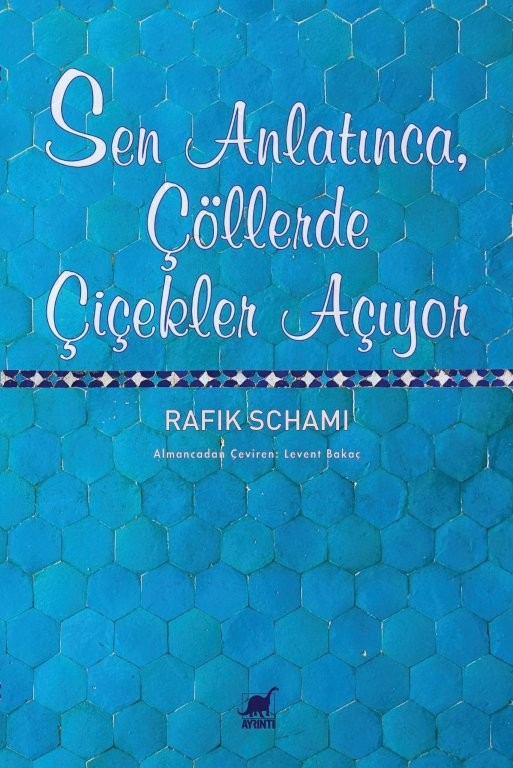 Sen Anlatınca,
Çöllerde
Çiçekler Açıyor
RAFIK SCHAMI
Almancadan Çeviren: Levent Bakaç
AYRINTI